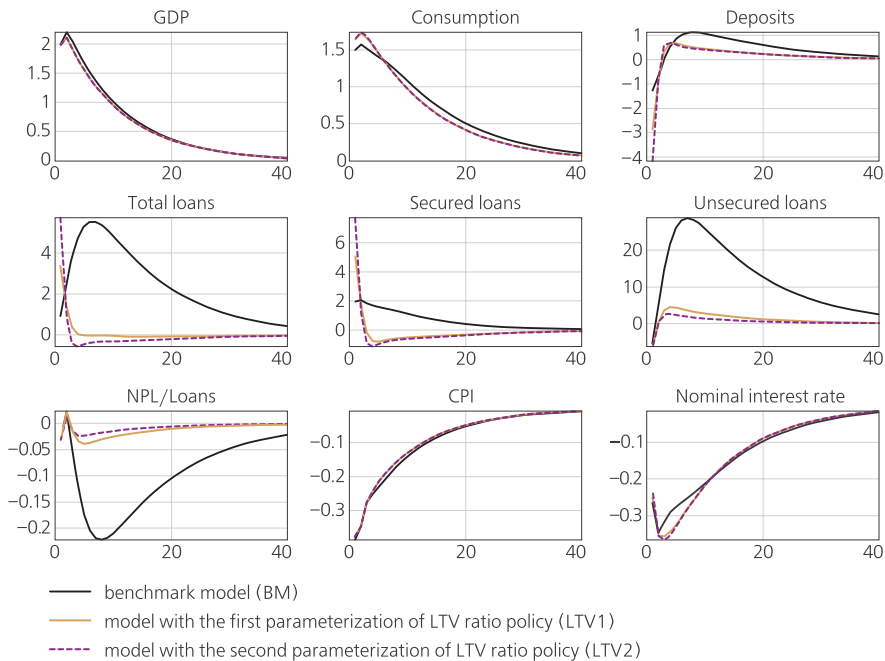 GDP Consumption Deposits
2
1.5
1
0.5
0
0 20 40
1.5
1
0.5
0
0 20 40
1
0
−1
−2
−3
−4
0 20 40
Total loans Secured loans Unsecured loans
4
2
0
0 20 40
6
4
2
0
0 20 40
20
10
0
0 20 40
NPL/Loans CPI Nominal interest rate
0
−0.05
−0.1
−0.15
−0.2
0 20 40
−0.1
−0.2
−0.3
0 20 40
−0.1
−0.2
−0.3
0 20 40
benchmark model (BM)
model with the first parameterization of LTV ratio policy (LTV1)
model with the second parameterization of LTV ratio policy (LTV2)